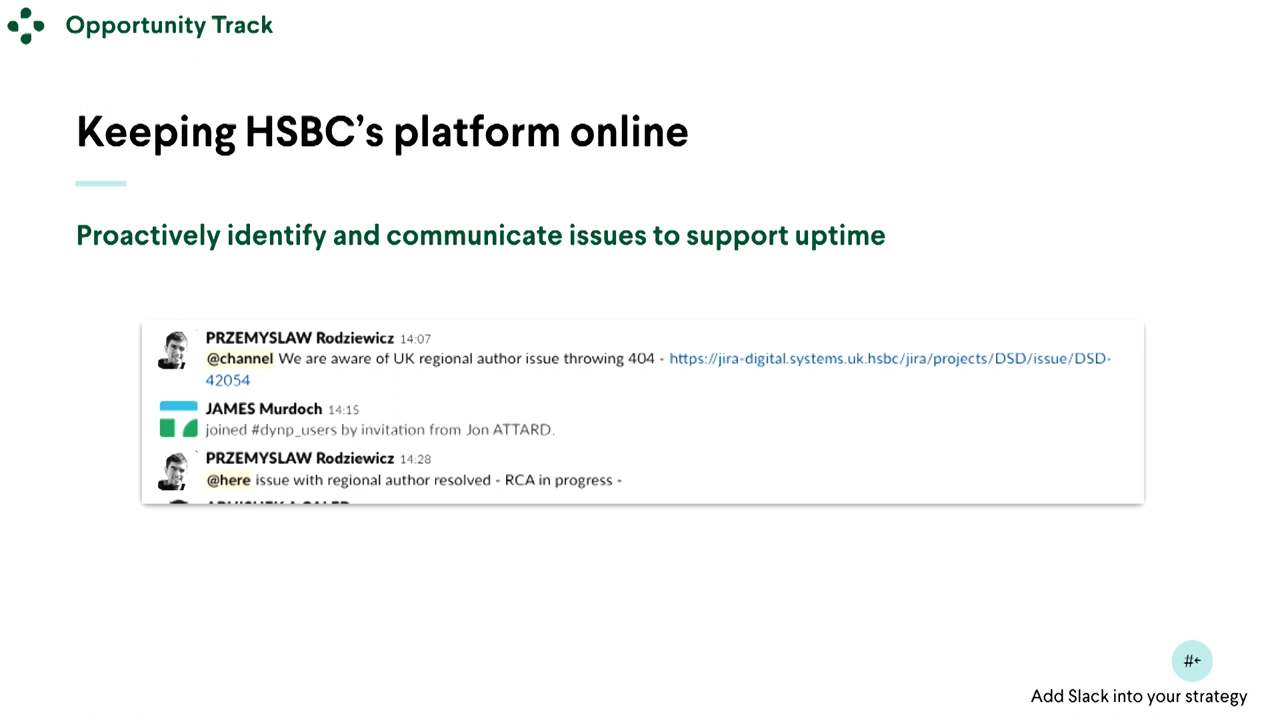 Opportunity Track
Keeping HSBC's platform online
Proactively identify and communicate issues to support uptime
PRZEMYSLAW Rodziewicz 14:07
@channel We are aware of UK regional author issue throwing 404 - https://jira-digital.systems.uk.hsbc/jira/projects/DSD/issue/DSD-
42054
JAMES Murdoch 14:15
joined #dynp_users by invitation from Jon ATTARD.
PRZEMYSLAW Rodziewicz 14:28
@here issue with regional author resolved - RCA in progress -
#←
Add Slack into your strategy